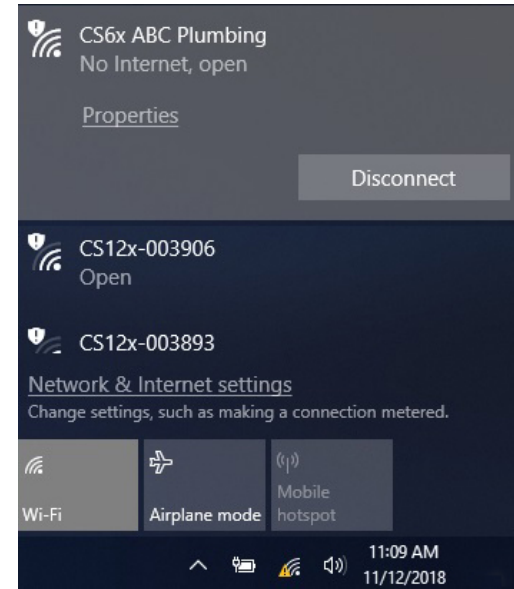 CS6x ABC Plumbing
No Internet, open
Properties
Disconnect
CS12x-003906
Open
CS12x-003893
Network & Internet settings
Change settings, such as making a connection metered.
Wi-Fi
Airplane mode
Mobile
hotspot
11:09 AM
11/12/2018